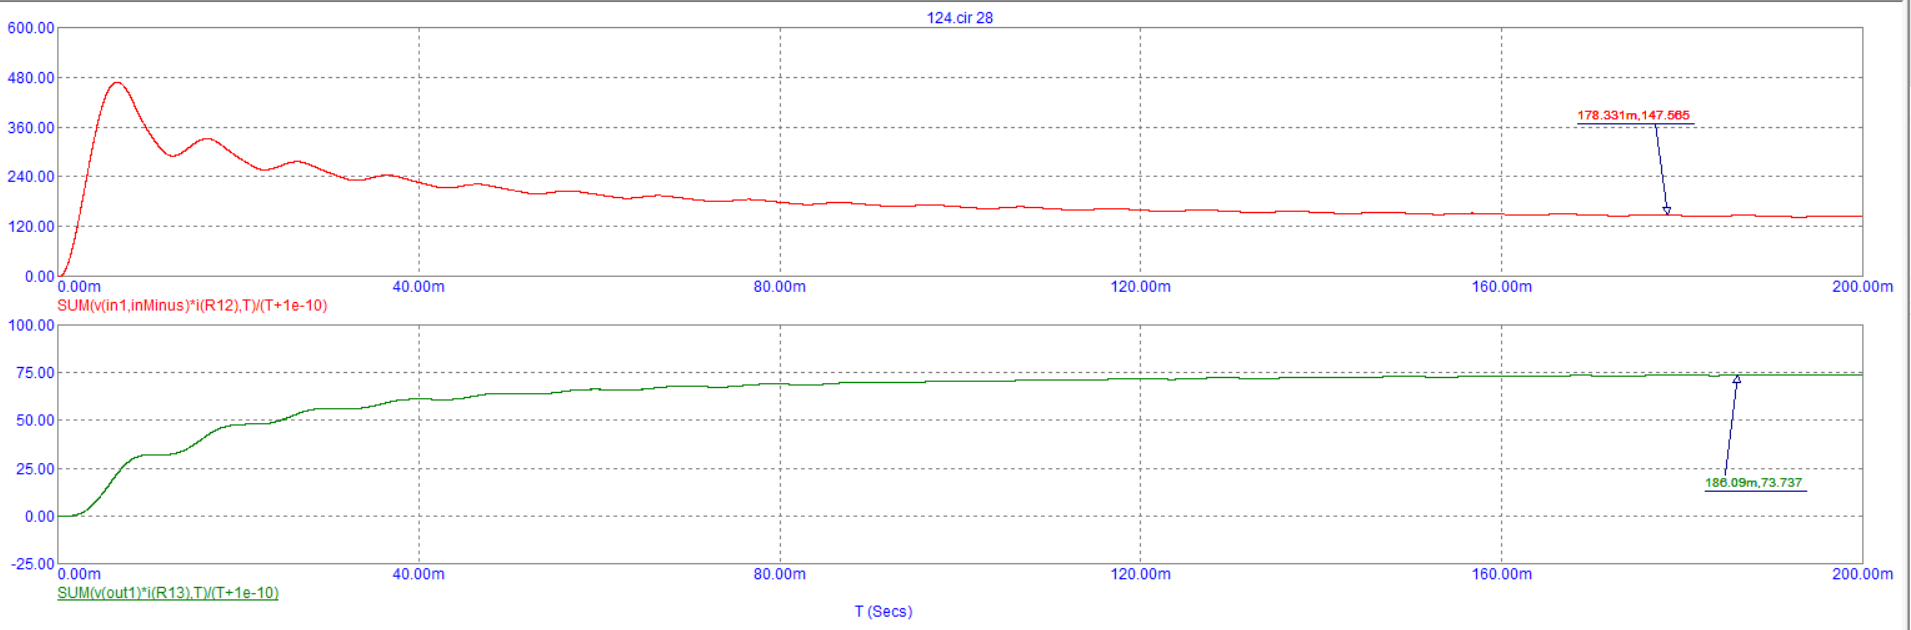 124.cir 28
600.00
480.00
360.00
240.00
120.00
0.00
178.331m,147.565
0.00m 40.00m 80.00m 120.00m 160.00m 200.00m
SUM(v(in1,inMinus)*i(R12),T)/(T+1e-10)
100.00
75.00
50.00
25.00
0.00
-25.00
186.09m,73.737
0.00m 40.00m 80.00m 120.00m 160.00m 200.00m
SUM(v(out1)*i(R13),T)/(T+1e-10)
T (Secs)